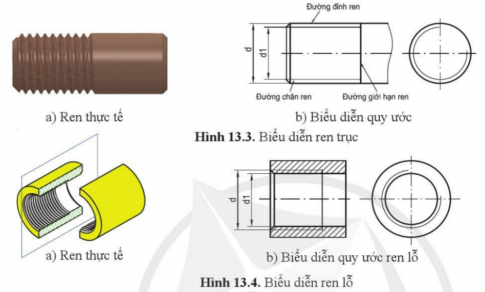 Đường đỉnh ren
d
d1
Đường chân ren
Đường giới hạn ren
a) Ren thực tế
b) Biểu diễn quy ước
Hình 13.3. Biểu diễn ren trục
d
d1
a) Ren thực tế
b) Biểu diễn quy ước ren lỗ
Hình 13.4. Biểu diễn ren lỗ